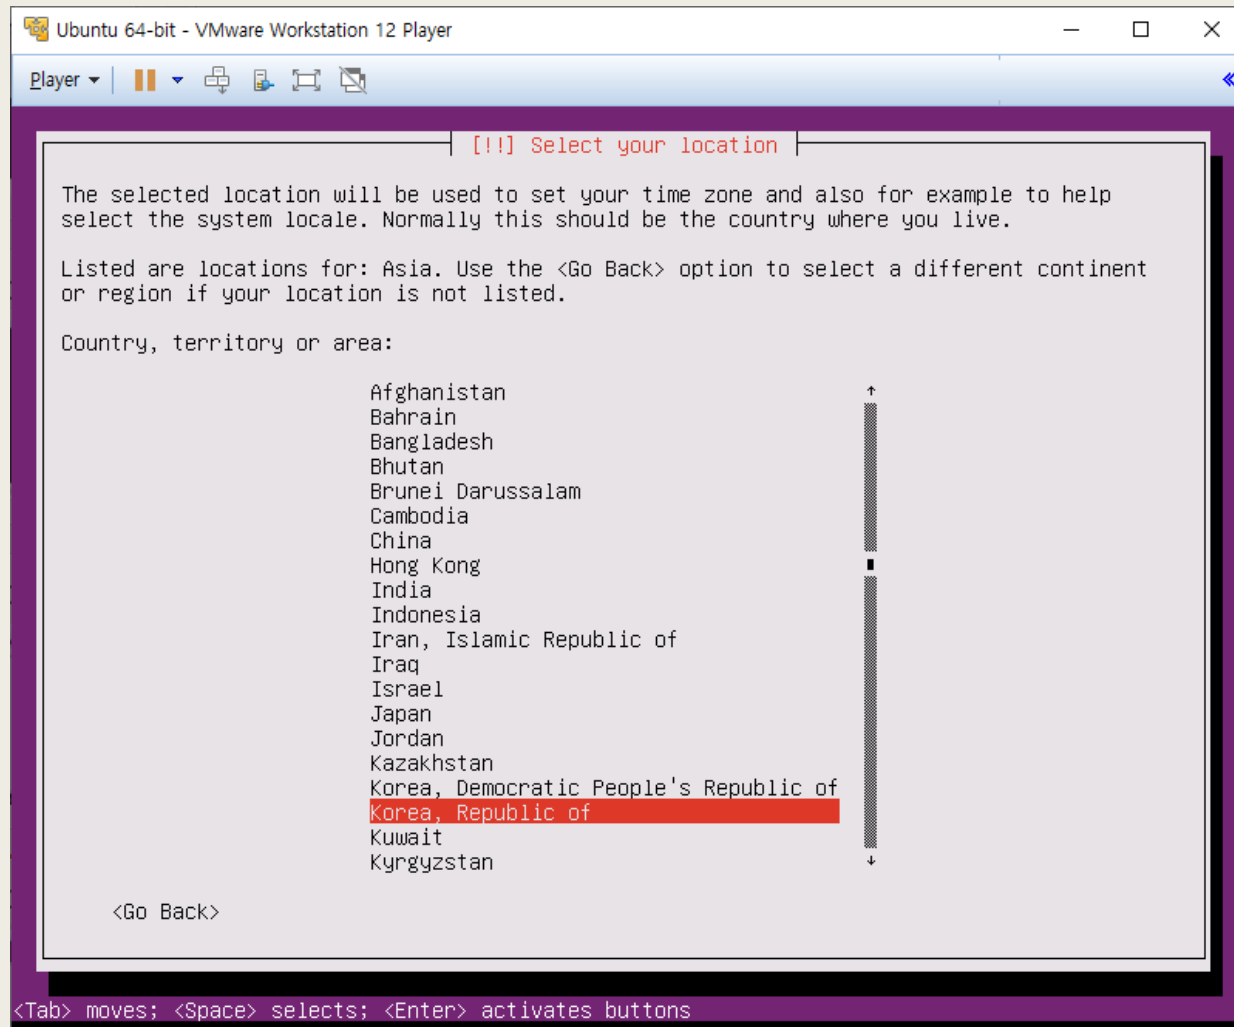 Ubuntu 64-bit - VMware Workstation 12 Player
Player
[!!] Select your location
The selected location will be used to set your time zone and also for example to help
select the system locale. Normally this should be the country where you live.
Listed are locations for: Asia. Use the <Go Back> option to select a different continent
or region if your location is not listed.
Country, territory or area:
Afghanistan
Bahrain
Bangladesh
Bhutan
Brunei Darussalam
Cambodia
China
Hong Kong
India
Indonesia
Iran, Islamic Republic of
Iraq
Israel
Japan
Jordan
Kazakhstan
Korea, Democratic People's Republic of
Korea, Republic of
Kuwait
Kyrgyzstan
<Go Back>
<Tab> moves; <Space> selects; <Enter> activates buttons